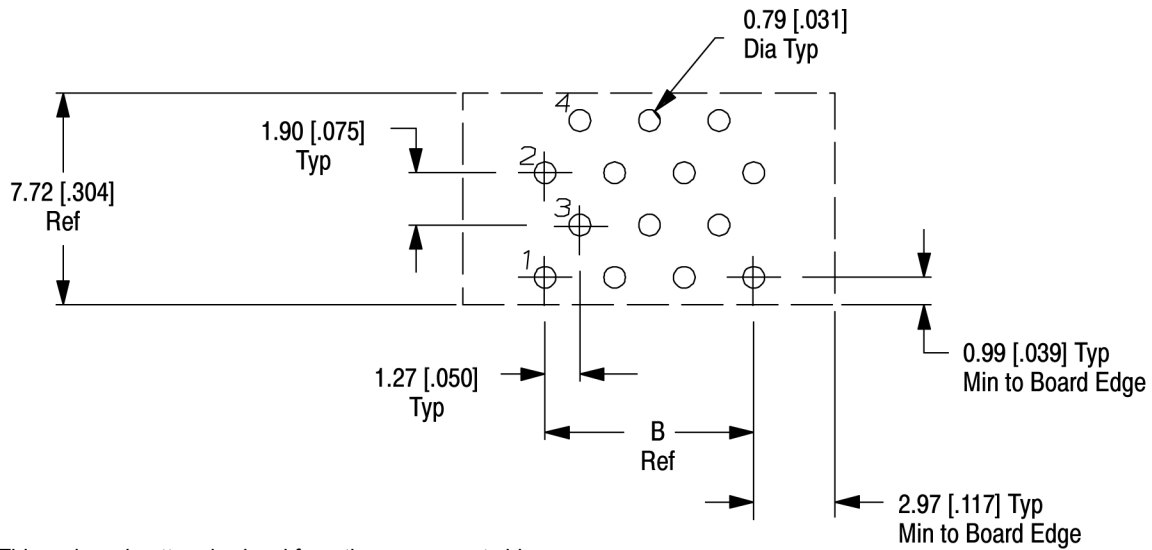 0.79 [.031]
Dia Typ
4
1.90 [.075]
Typ
2
7.72 [.304]
Ref
3
1
0.99 [.039] Typ
Min to Board Edge
1.27 [.050]
Typ
B
Ref
2.97 [.117] Typ
Min to Board Edge